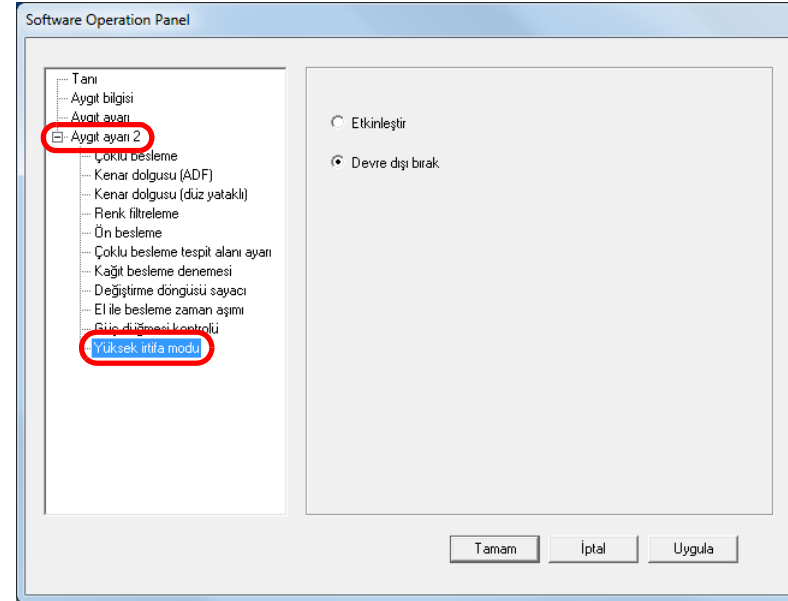 Software Operation Panel
Tanı
Aygıt bilgisi
Aygıt ayarı
Aygıt ayarı 2
Çoklu besleme
Kenar dolgusu (ADF)
Kenar dolgusu (düz yataklı)
Renk filtreleme
Ön besleme
Çoklu besleme tespit alanı ayarı
Kağıt besleme denemesi
Değiştirme döngüsü sayacı
El ile besleme zaman aşımı
Güç düğmesi kontrolü
Yüksek irtifa modu
Etkinleştir
Devre dışı bırak
Tamam İptal Uygula